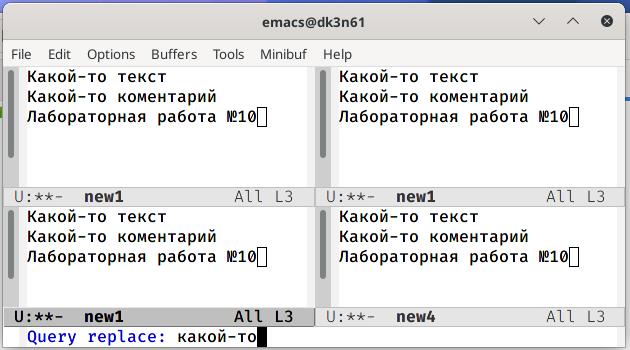 emacs@dk3n61
File Edit Options Buffers Tools Minibuf Help
Какой-то текст
Какой-то коментарий
Лабораторная работа №10
U:**- new1 All L3
Какой-то текст
Какой-то коментарий
Лабораторная работа №10
U:**- new1 All L3
Какой-то текст
Какой-то коментарий
Лабораторная работа №10
U:**- new1 All L3
Какой-то текст
Какой-то коментарий
Лабораторная работа №10
U:**- new4 All L3
Query replace: какой-то